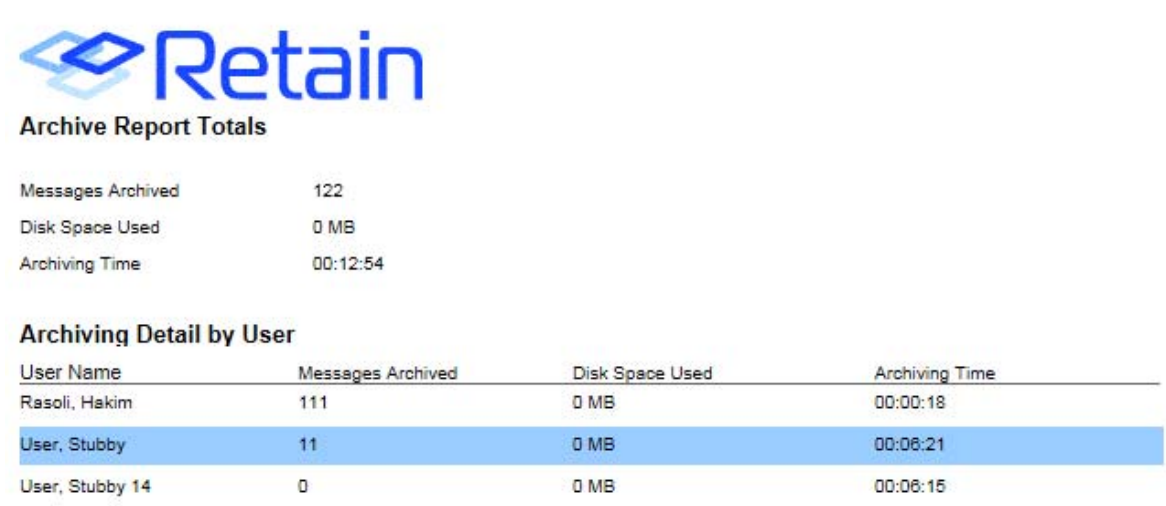 Retain
Archive Report Totals
Messages Archived 122
Disk Space Used 0 MB
Archiving Time 00:12:54
Archiving Detail by User
User Name Messages Archived Disk Space Used Archiving Time
Rasoli, Hakim 111 0 MB 00:00:18
User, Stubby 11 0 MB 00:06:21
User, Stubby 14 0 0 MB 00:06:15